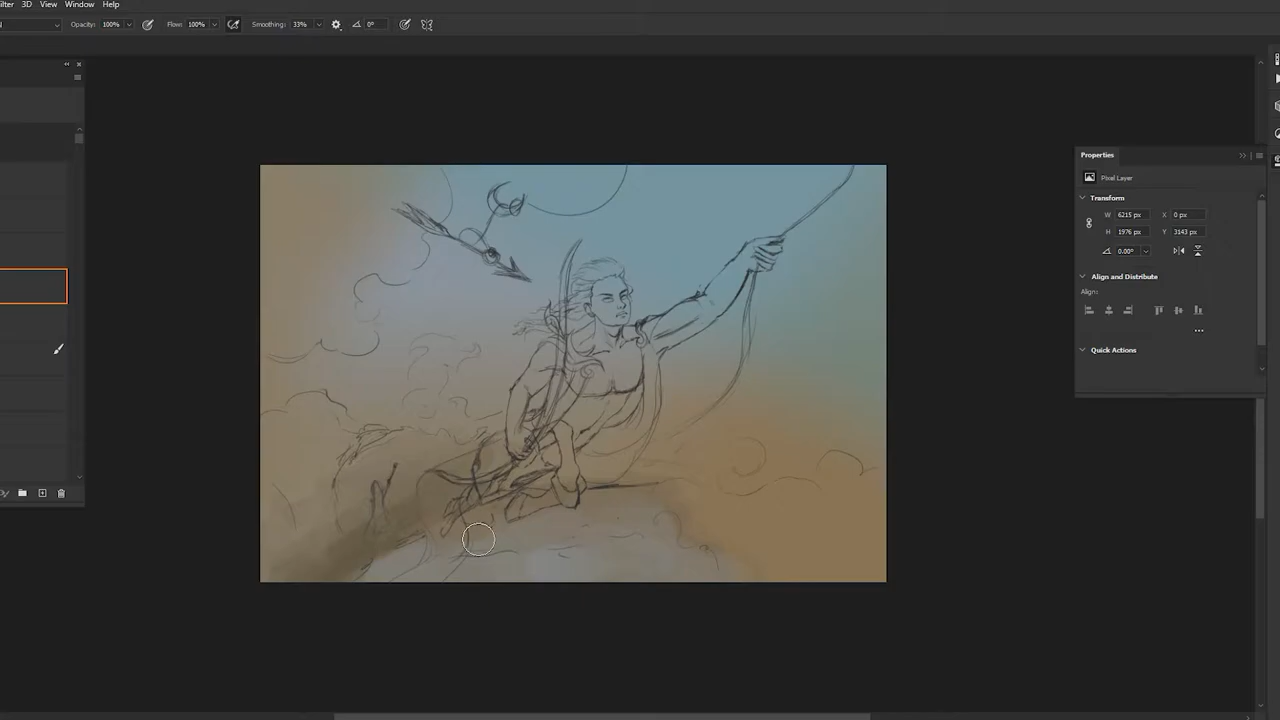 3D View Window Help
Opacity: 100% Flow: 100% Smoothing: 33% 0°
Properties
Pixel Layer
Transform
W 6215 px X 0 px
H 1976 px Y 3143 px
0.00°
Align and Distribute
Align:
Quick Actions